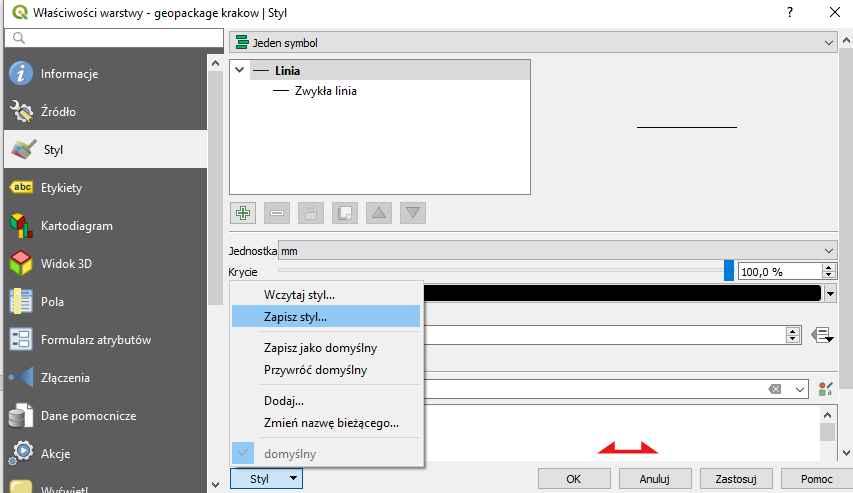 Właściwości warstwy - geopackage krakow | Styl
? 
Jeden symbol
Informacje
Źródło
Styl
abc Etykiety
Kartodiagram
Widok 3D
Pola
Formularz atrybutów
Złączenia
Dane pomocnicze
Akcje
Wyświetl
Linia
Zwykła linia
Jednostka mm
Krycie 100,0 %
Wczytaj styl...
Zapisz styl...
Zapisz jako domyślny
Przywróć domyślny
Dodaj...
Zmień nazwę bieżącego...
domyślny
Styl
OK
Anuluj
Zastosuj
Pomoc